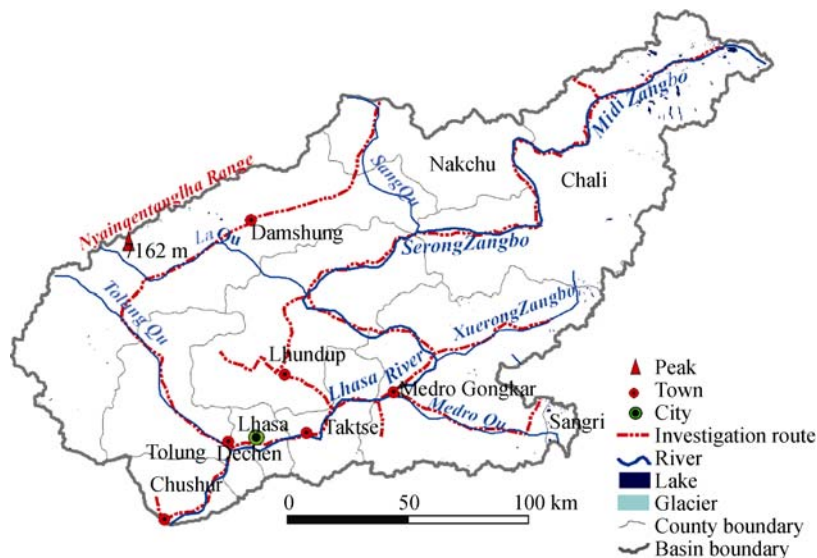 Midi Zangbo
Nakchu
SangQu
Chali
Nyainqentanglha Range
Damshung
La Qu
7162 m
SerongZangbo
Tolung Qu
XuerongZangbo
Lhundup
Lhasa River
Medro Gongkar
Medro Qu
Sangri
Lhasa
Taktse
Tolung
Dechen
Chushur
0 50 100 km
Peak
Town
City
Investigation route
River
Lake
Glacier
County boundary
Basin boundary